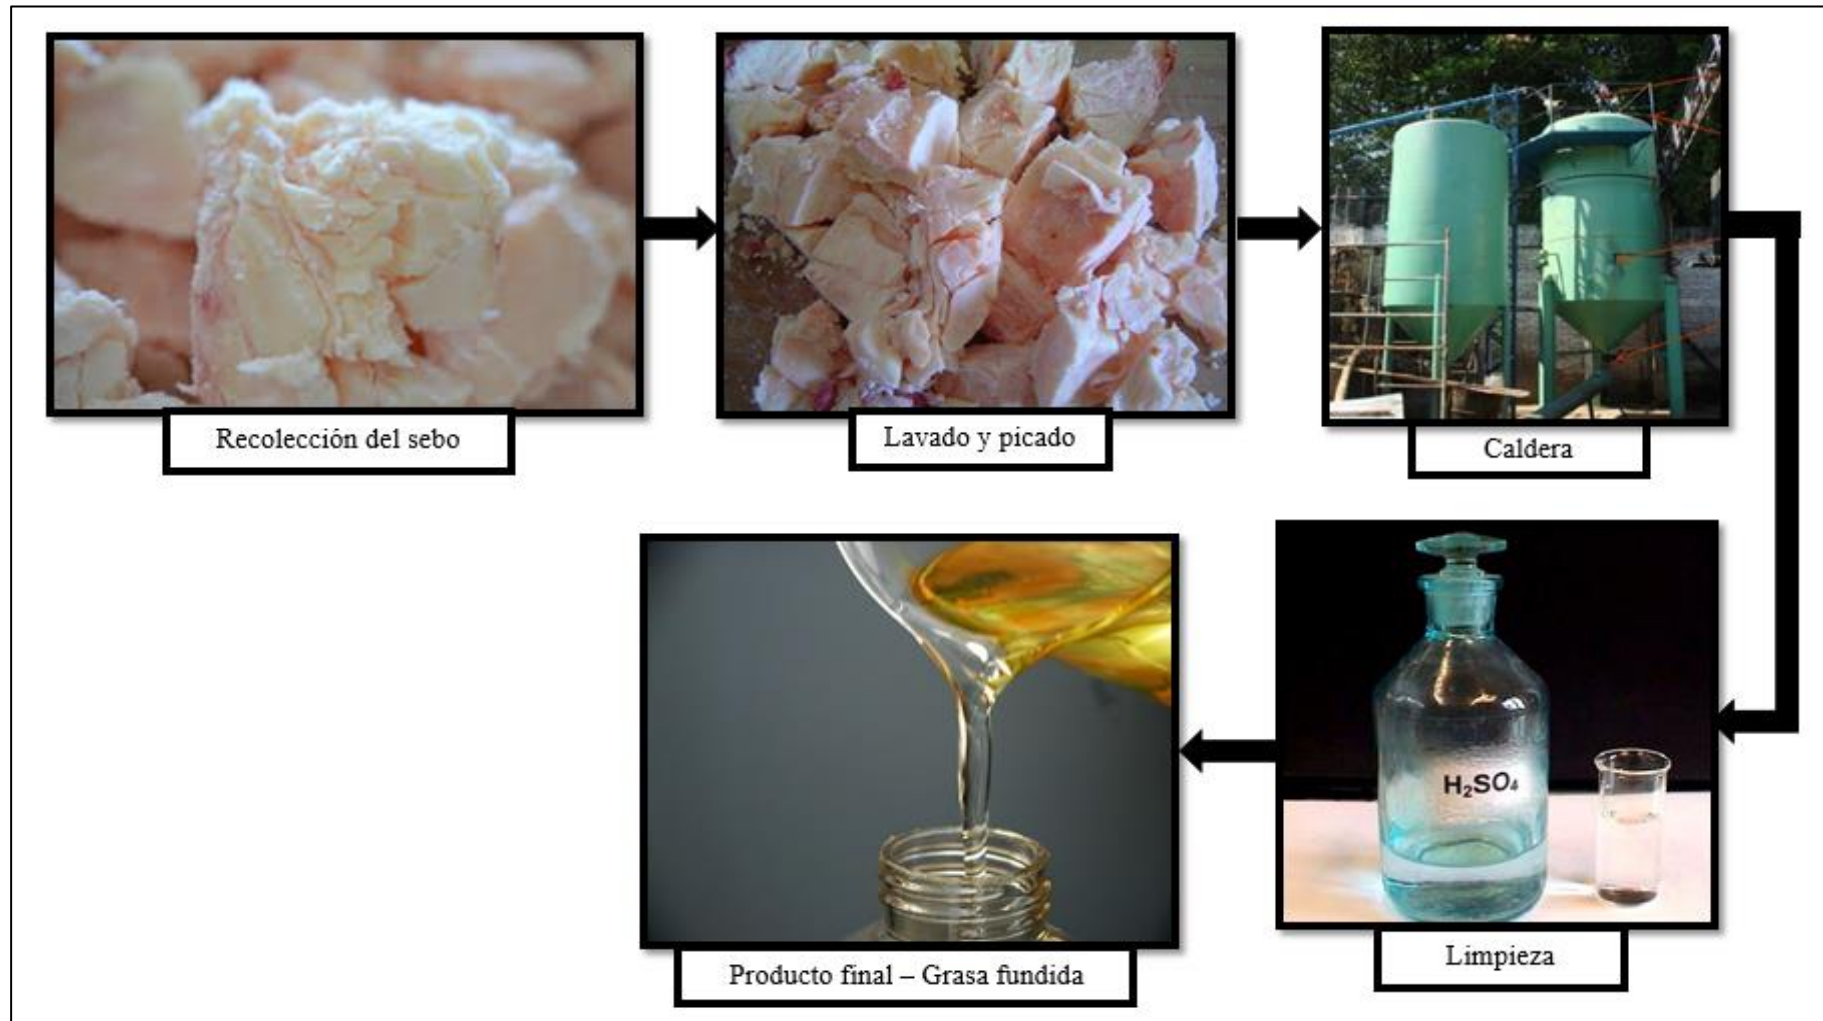 Recolección del sebo
Lavado y picado
Caldera
H₂SO₄
Limpieza
Producto final – Grasa fundida